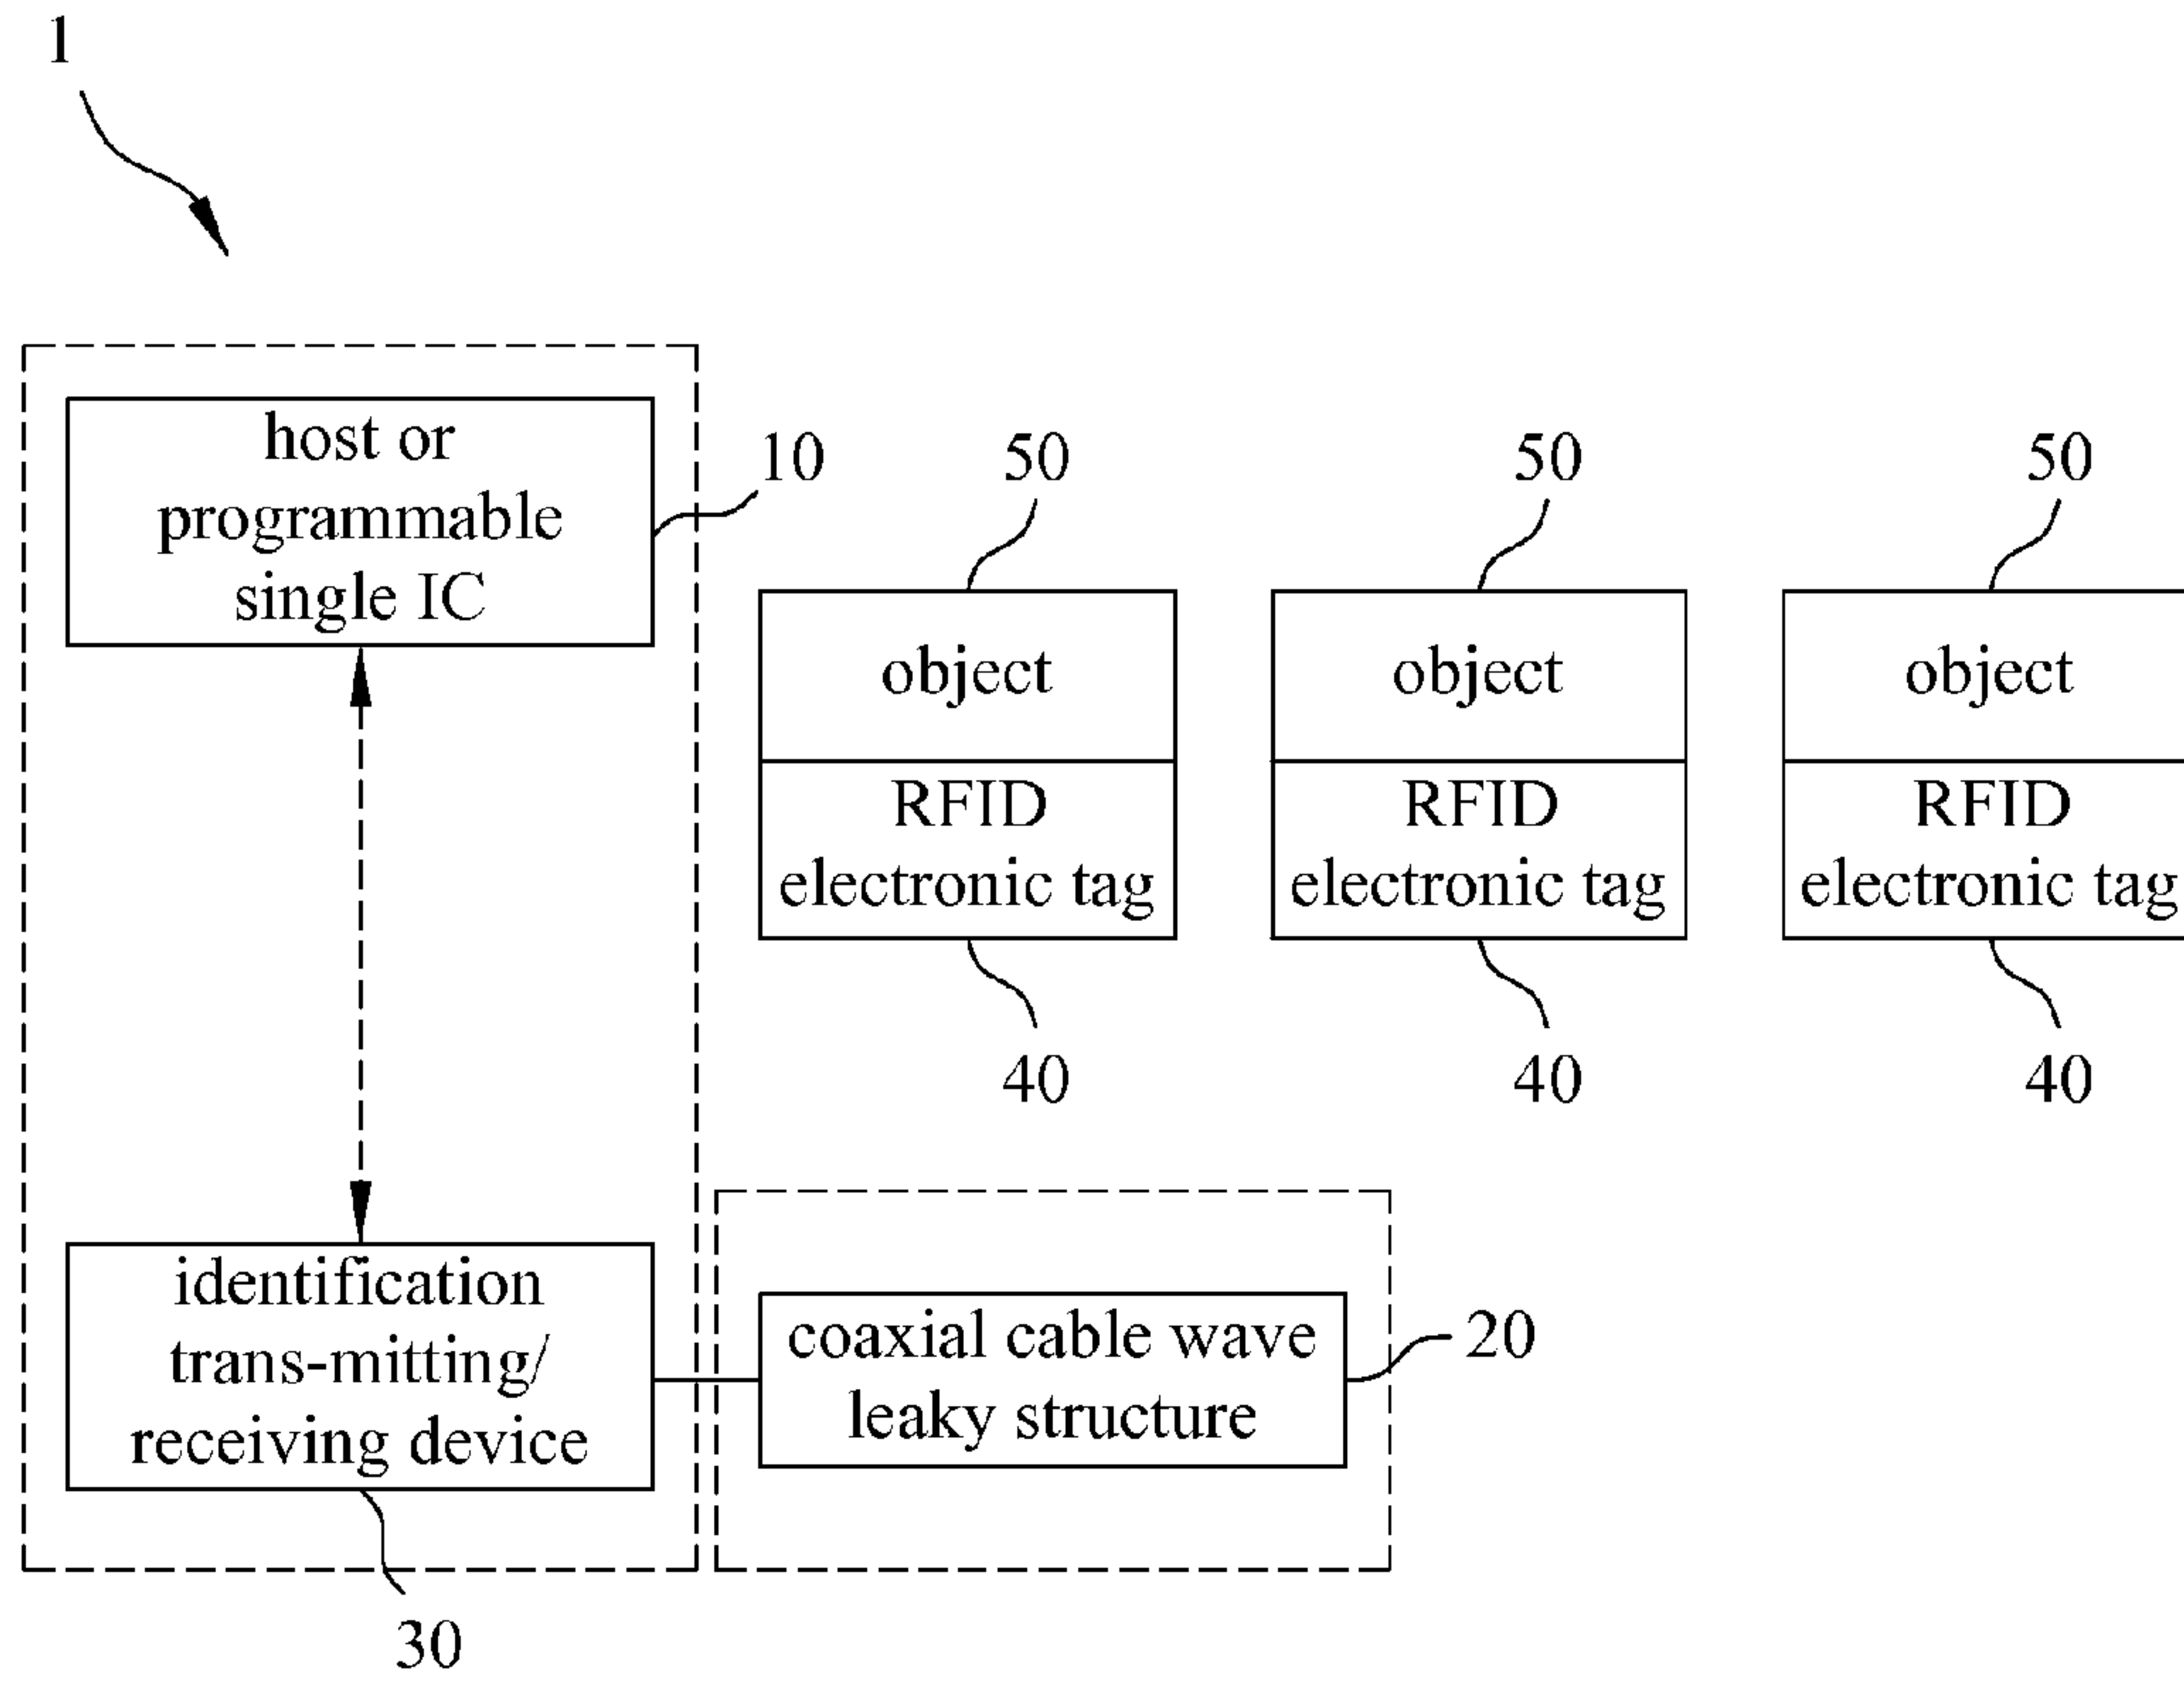 1
host or
programmable
single IC
10
50
50
50
object
object
object
RFID
electronic tag
RFID
electronic tag
RFID
electronic tag
40
40
40
identification
trans-mitting/
receiving device
coaxial cable wave
leaky structure
20
30